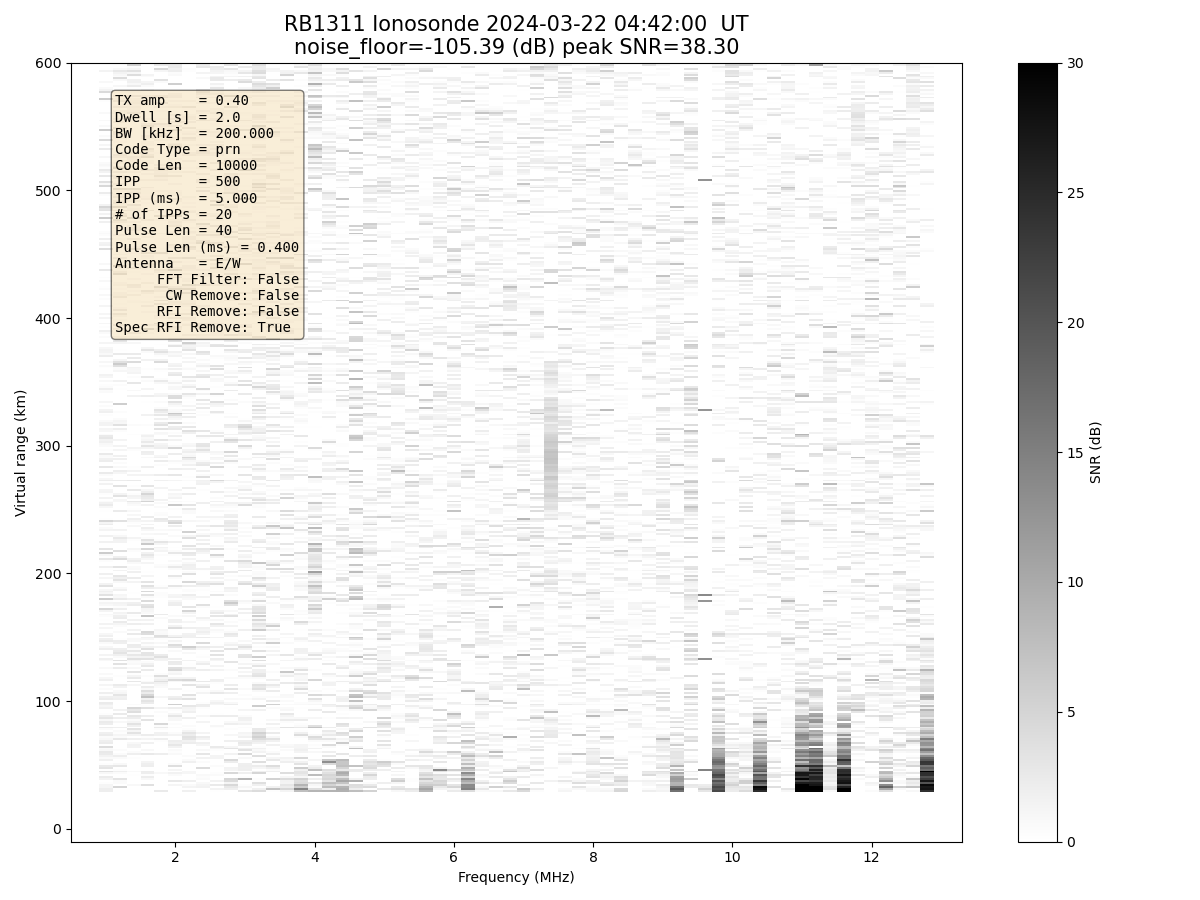 RB1311 Ionosonde 2024-03-22 04:42:00  UT
noise_floor=-105.39 (dB) peak SNR=38.30
TX amp    = 0.40
Dwell [s] = 2.0
BW [kHz]  = 200.000
Code Type = prn
Code Len  = 10000
IPP       = 500
IPP (ms)  = 5.000
# of IPPs = 20
Pulse Len = 40
Pulse Len (ms) = 0.400
Antenna   = E/W
FFT Filter: False
CW Remove: False
RFI Remove: False
Spec RFI Remove: True
600
500
400
300
200
100
0
Virtual range (km)
2
4
6
8
10
12
Frequency (MHz)
30
25
20
15
10
5
0
SNR (dB)